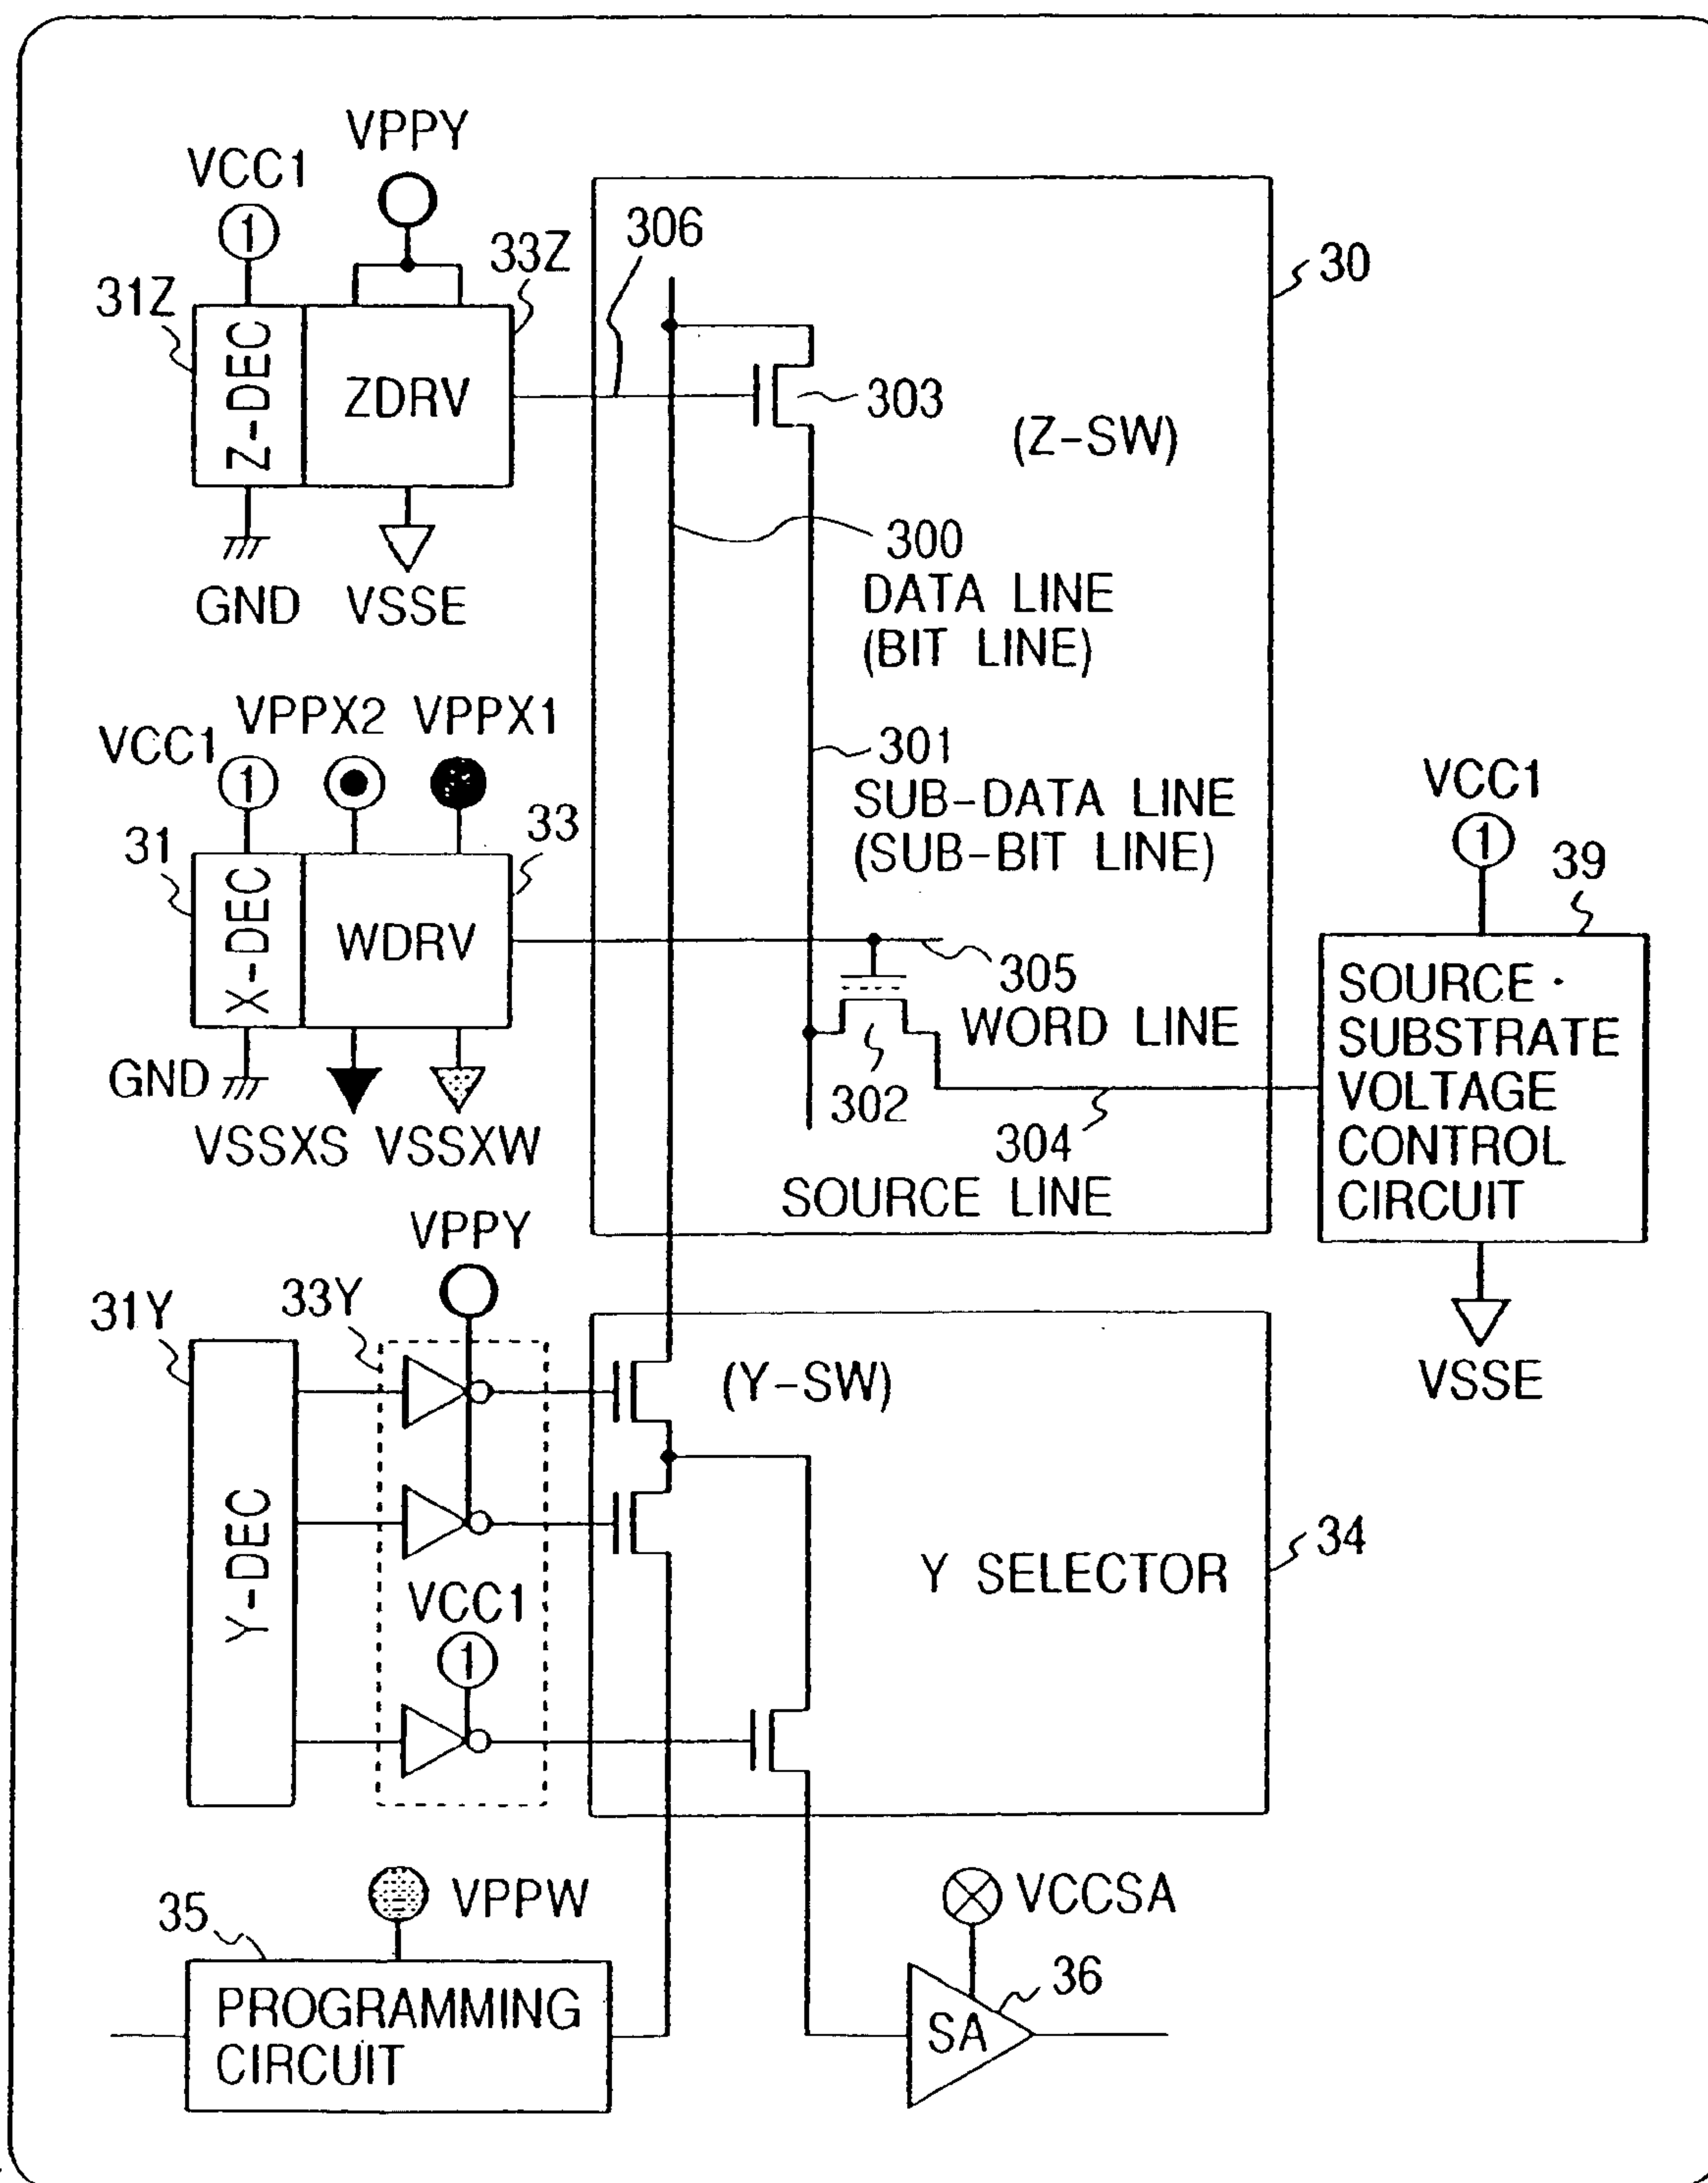 VPPY
VCC1
①
33Z
306
30
31Z
Z-DEC
ZDRV
303
(Z-SW)
GND
VSSE
300
DATA LINE
(BIT LINE)
VPPX2
VPPX1
VCC1
①
301
SUB-DATA LINE
(SUB-BIT LINE)
31
33
X-DEC
WDRV
VCC1
①
39
305
WORD LINE
302
304
SOURCE LINE
SOURCE·
SUBSTRATE
VOLTAGE
CONTROL
CIRCUIT
GND
VSSXS
VSSXW
VSSE
VPPY
31Y
33Y
Y-DEC
(Y-SW)
VCC1
①
Y SELECTOR
34
35
VPPW
VCCSA
PROGRAMMING
CIRCUIT
SA
36